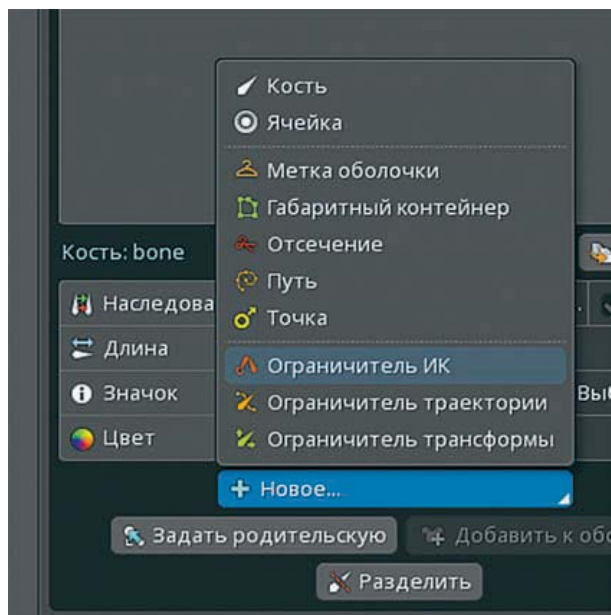 Кость
Ячейка
Метка оболочки
Габаритный контейнер
Отсечение
Кость: bone
Путь
Точка
Длина
Ограничитель ИК
Значок
Ограничитель траектории
Цвет
Ограничитель трансформы
+ Новое...
Задать родительскую
Добавить к
Разделить